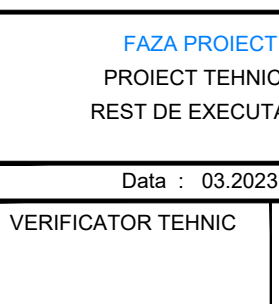 FAZA PROIECT
PROIECT TEHNIC
REST DE EXECUTA
Data : 03.2023
VERIFICATOR TEHNIC